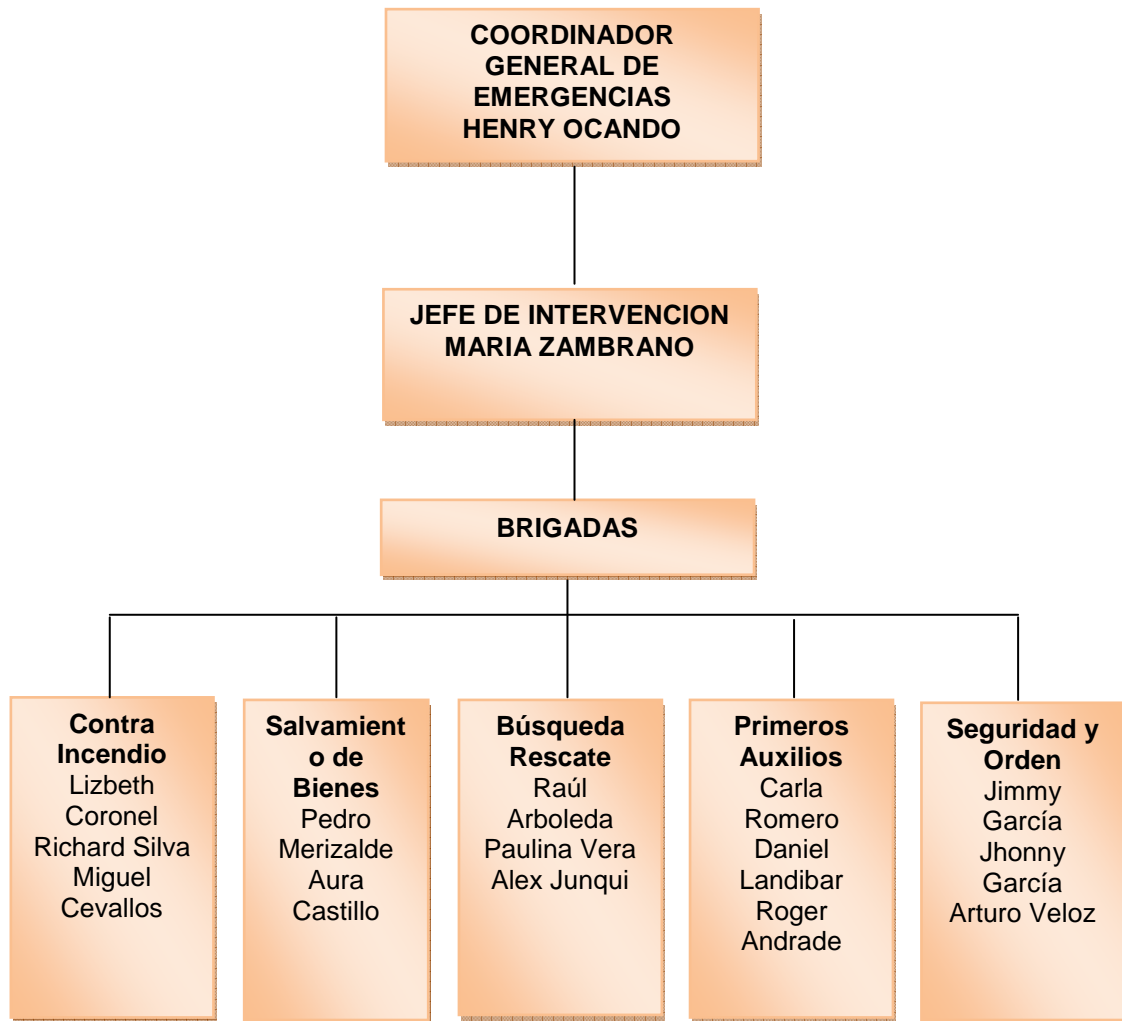 COORDINADOR
GENERAL DE
EMERGENCIAS
HENRY OCANDO
JEFE DE INTERVENCION
MARIA ZAMBRANO
BRIGADAS
Contra
Incendio
Lizbeth
Coronel
Richard Silva
Miguel
Cevallos
Salvamient
o de
Bienes
Pedro
Merizalde
Aura
Castillo
Búsqueda
Rescate
Raúl
Arboleda
Paulina Vera
Alex Junqui
Primeros
Auxilios
Carla
Romero
Daniel
Landibar
Roger
Andrade
Seguridad y
Orden
Jimmy
García
Jhonny
García
Arturo Veloz